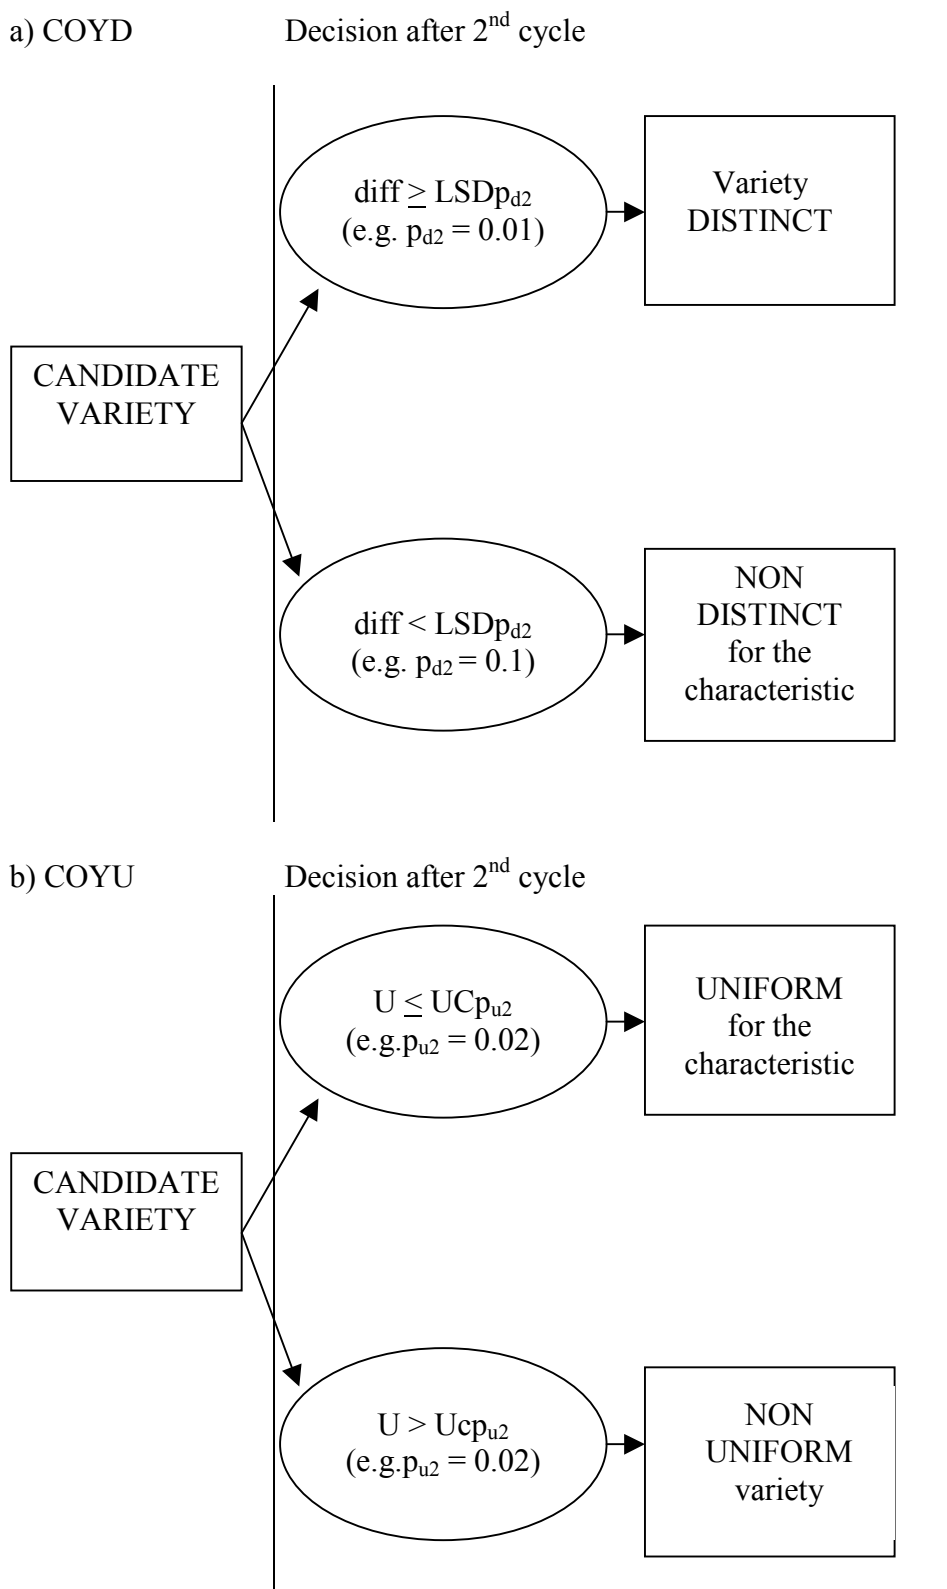 a) COYD
Decision after 2nd cycle
diff ≥ LSDpd2
(e.g. pd2 = 0.01)
Variety
DISTINCT
CANDIDATE
VARIETY
diff < LSDpd2
(e.g. pd2 = 0.1)
NON
DISTINCT
for the
characteristic
b) COYU
Decision after 2nd cycle
U ≤ UCpu2
(e.g.pu2 = 0.02)
UNIFORM
for the
characteristic
CANDIDATE
VARIETY
U > Ucpu2
(e.g.pu2 = 0.02)
NON
UNIFORM
variety